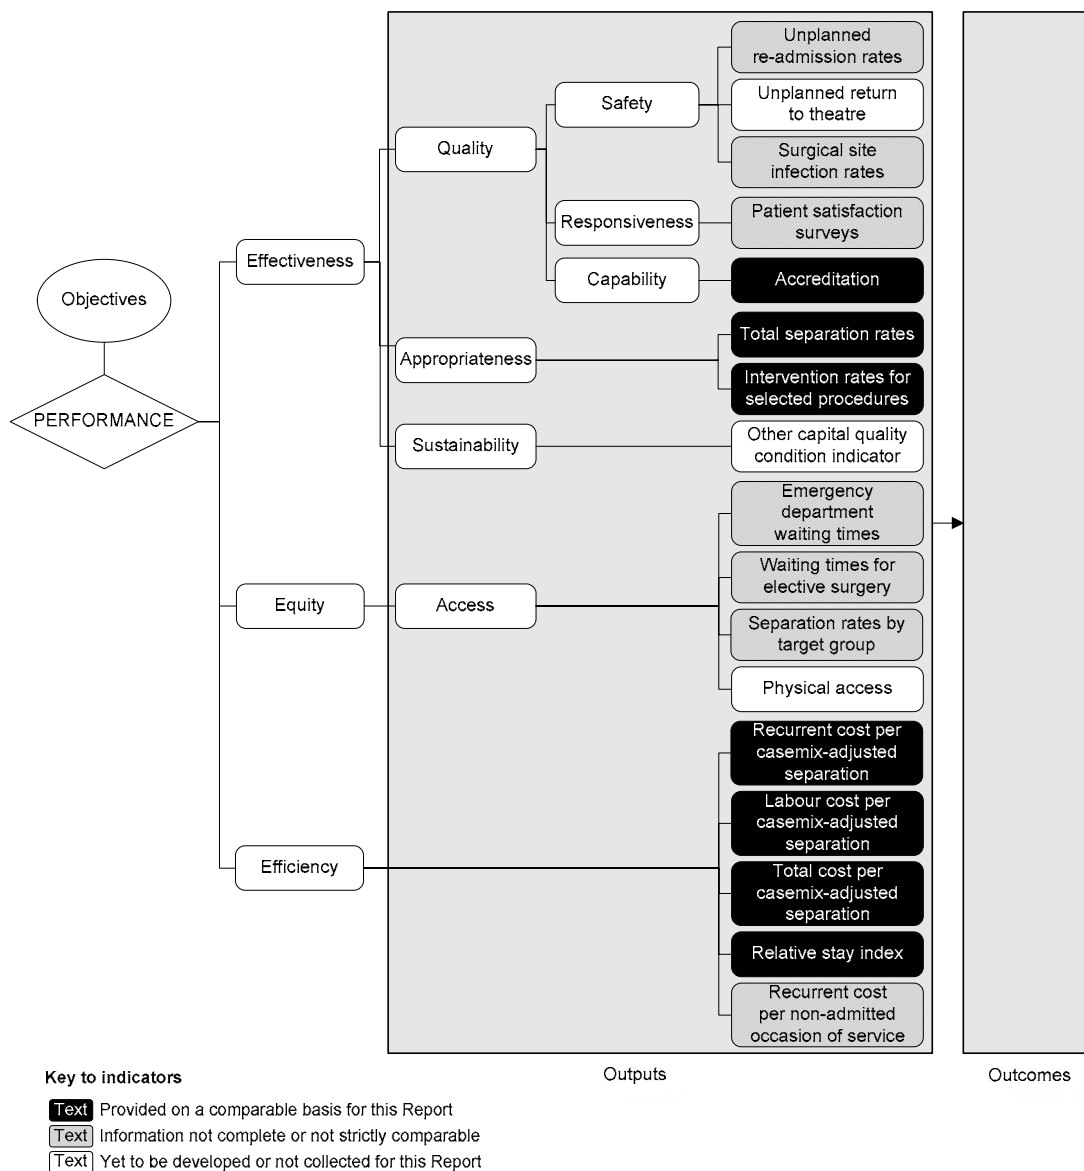 Unplanned
re-admission rates
Safety
Unplanned return
to theatre
Quality
Surgical site
infection rates
Responsiveness
Patient satisfaction
surveys
Effectiveness
Capability
Accreditation
Objectives
Total separation rates
Appropriateness
Intervention rates for
selected procedures
PERFORMANCE
Sustainability
Other capital quality
condition indicator
Emergency
department
waiting times
Waiting times for
elective surgery
Equity
Access
Separation rates by
target group
Physical access
Recurrent cost per
casemix-adjusted
separation
Labour cost per
casemix-adjusted
separation
Efficiency
Total cost per
casemix-adjusted
separation
Relative stay index
Recurrent cost
per non-admitted
occasion of service
Outputs
Outcomes
Key to indicators
Text Provided on a comparable basis for this Report
Text Information not complete or not strictly comparable
Text Yet to be developed or not collected for this Report